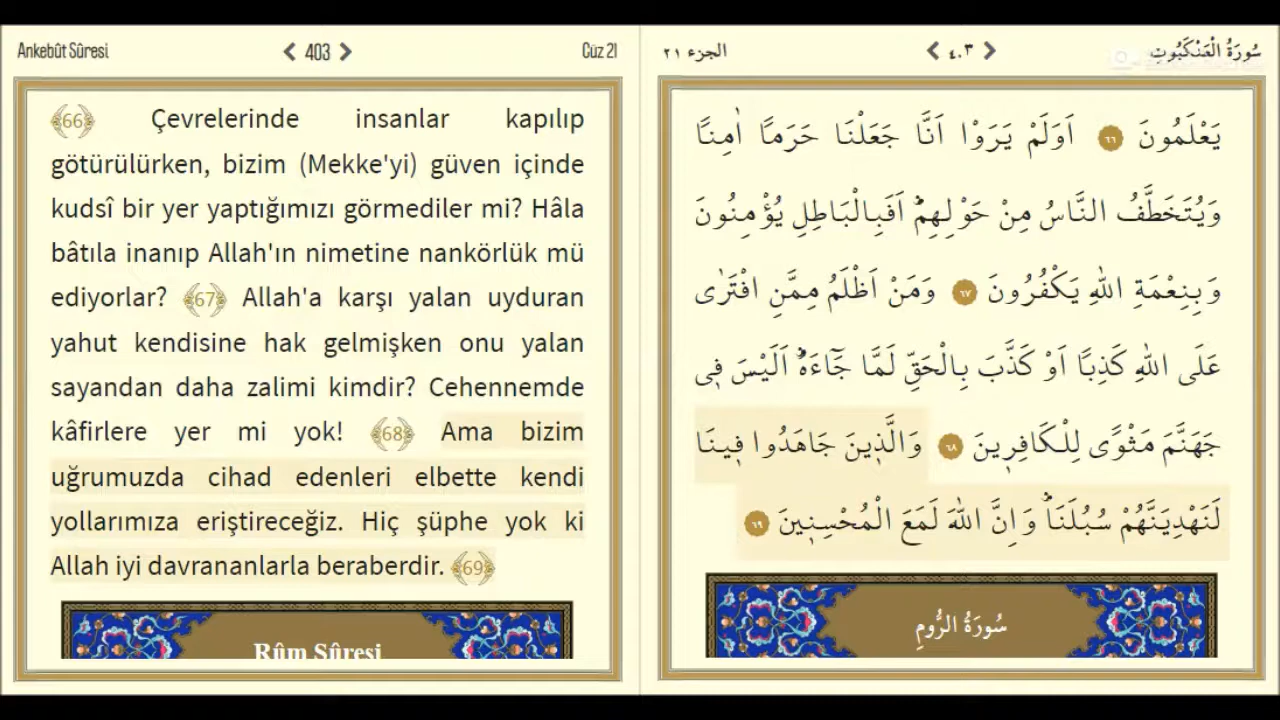 Ankebût Sûresi
403
Cüz 21
﴾66﴿ Çevrelerinde insanlar kapılıp
götürülürken, bizim (Mekke'yi) güven içinde
kudsî bir yer yaptığımızı görmediler mi? Hâla
bâtıla inanıp Allah'ın nimetine nankörlük mü
ediyorlar? ﴾67﴿ Allah'a karşı yalan uyduran
yahut kendisine hak gelmişken onu yalan
sayandan daha zalimi kimdir? Cehennemde
kâfirlere yer mi yok! ﴾68﴿ Ama bizim
uğrumuzda cihad edenleri elbette kendi
yollarımıza eriştireceğiz. Hiç şüphe yok ki
Allah iyi davrananlarla beraberdir. ﴾69﴿
Rûm Sûresi
سُورَةُ الْعَنْكَبُوتِ
٤٠٣
الجزء ٢١
يَعْلَمُونَ ٦٦ اَوَلَمْ يَرَوْا اَنَّا جَعَلْنَا حَرَمًا اٰمِنًا
وَيُتَخَطَّفُ النَّاسُ مِنْ حَوْلِهِمْۜ اَفَبِالْبَاطِلِ يُؤْمِنُونَ
وَبِنِعْمَةِ اللّٰهِ يَكْفُرُونَ ٦٧ وَمَنْ اَظْلَمُ مِمَّنِ افْتَرٰى
عَلَى اللّٰهِ كَذِبًا اَوْ كَذَّبَ بِالْحَقِّ لَمَّا جَٓاءَهُۜ اَلَيْسَ ف۪ي
جَهَنَّمَ مَثْوًى لِلْكَافِر۪ينَ ٦٨ وَالَّذ۪ينَ جَاهَدُوا ف۪ينَا
لَنَهْدِيَنَّهُمْ سُبُلَنَاۜ وَاِنَّ اللّٰهَ لَمَعَ الْمُحْسِن۪ينَ ٦٩
سُورَةُ الرُّومِ